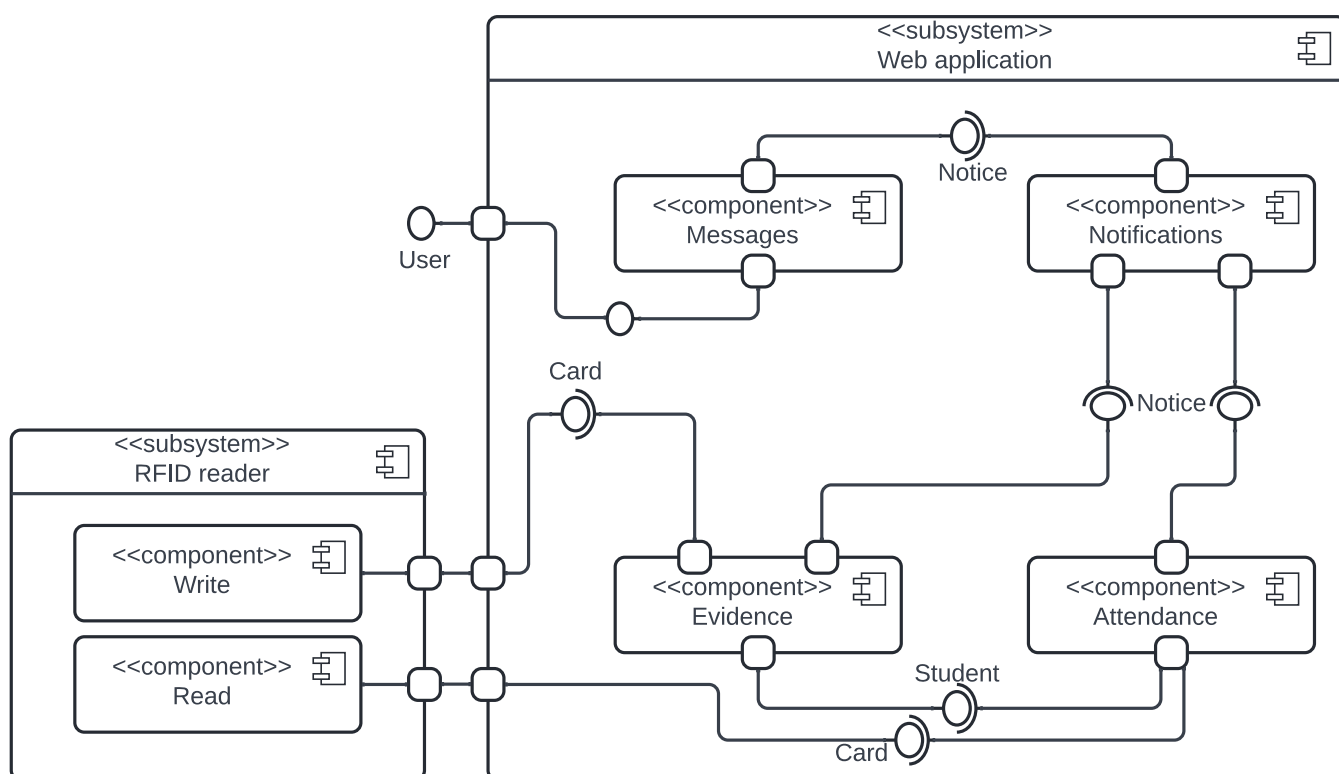 <<subsystem>>
Web application
Notice
<<component>>
Messages
<<component>>
Notifications
User
Card
Notice
<<subsystem>>
RFID reader
<<component>>
Write
<<component>>
Evidence
<<component>>
Attendance
<<component>>
Read
Student
Card